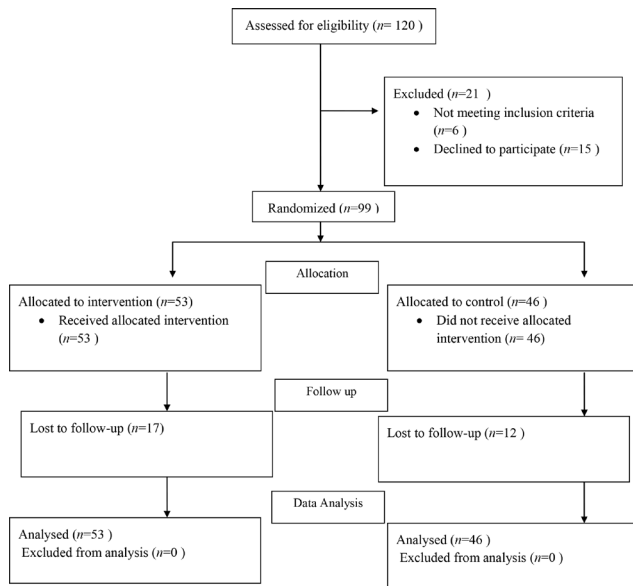 Assessed for eligibility (n= 120)
Excluded (n=21 )
• Not meeting inclusion criteria
(n=6)
• Declined to participate (n=15 )
Randomized (n=99 )
Allocation
Allocated to intervention (n=53)
• Received allocated intervention
(n=53 )
Allocated to control (n=46)
• Did not receive allocated
intervention (n= 46)
Follow up
Lost to follow-up (n=17)
Lost to follow-up (n=12 )
Data Analysis
Analysed (n=53)
Excluded from analysis (n=0)
Analysed (n=46)
Excluded from analysis (n=0)